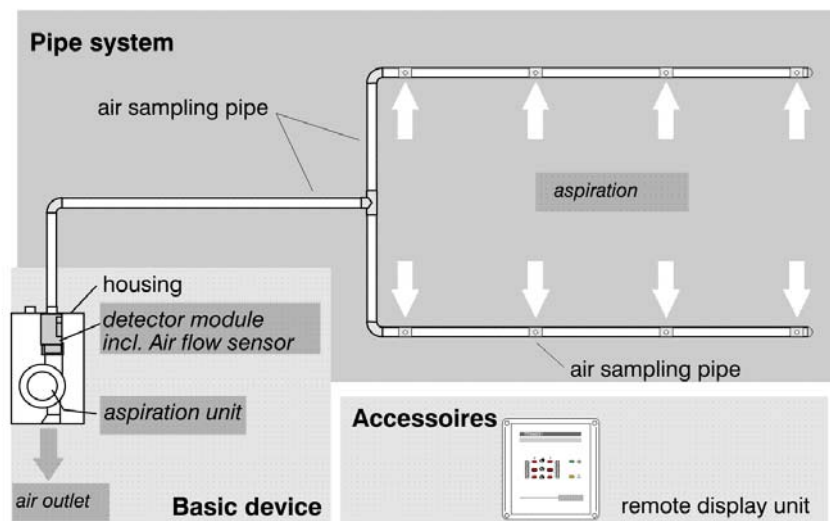 Pipe system
air sampling pipe
aspiration
housing
detector module
incl. Air flow sensor
air sampling pipe
aspiration unit
Accessoires
air outlet
Basic device
remote display unit